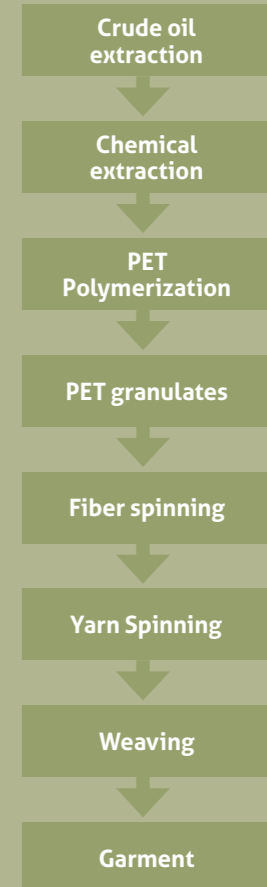 Crude oil
extraction
Chemical
extraction
PET
Polymerization
PET granulates
Fiber spinning
Yarn Spinning
Weaving
Garment